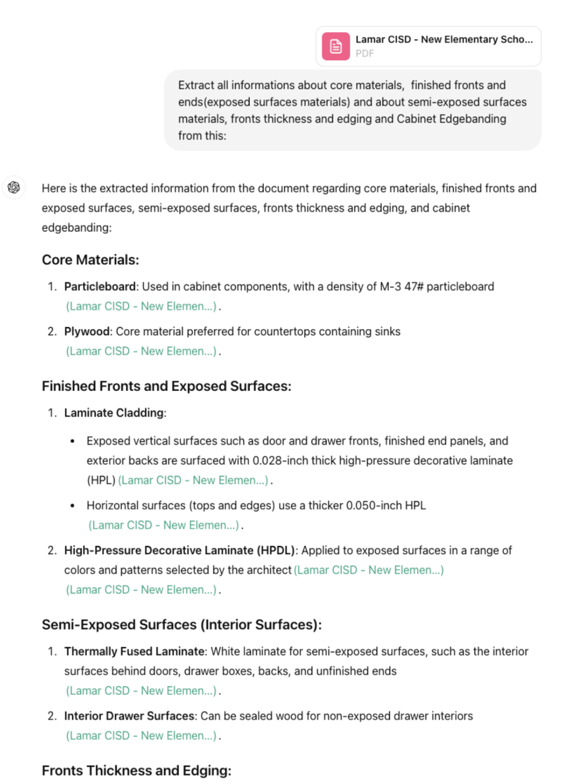 Lamar CISD - New Elementary Scho...
PDF
Extract all informations about core materials,  finished fronts and
ends(exposed surfaces materials) and about semi-exposed surfaces
materials, fronts thickness and edging and Cabinet Edgebanding
from this:
Here is the extracted information from the document regarding core materials, finished fronts and
exposed surfaces, semi-exposed surfaces, fronts thickness and edging, and cabinet
edgebanding:
Core Materials:
1. Particleboard: Used in cabinet components, with a density of M-3 47# particleboard
(Lamar CISD - New Elemen...).
2. Plywood: Core material preferred for countertops containing sinks
(Lamar CISD - New Elemen...).
Finished Fronts and Exposed Surfaces:
1. Laminate Cladding:
• Exposed vertical surfaces such as door and drawer fronts, finished end panels, and
exterior backs are surfaced with 0.028-inch thick high-pressure decorative laminate
(HPL) (Lamar CISD - New Elemen...).
• Horizontal surfaces (tops and edges) use a thicker 0.050-inch HPL
(Lamar CISD - New Elemen...).
2. High-Pressure Decorative Laminate (HPDL): Applied to exposed surfaces in a range of
colors and patterns selected by the architect (Lamar CISD - New Elemen...)
(Lamar CISD - New Elemen...).
Semi-Exposed Surfaces (Interior Surfaces):
1. Thermally Fused Laminate: White laminate for semi-exposed surfaces, such as the interior
surfaces behind doors, drawer boxes, backs, and unfinished ends
(Lamar CISD - New Elemen...).
2. Interior Drawer Surfaces: Can be sealed wood for non-exposed drawer interiors
(Lamar CISD - New Elemen...).
Fronts Thickness and Edging: